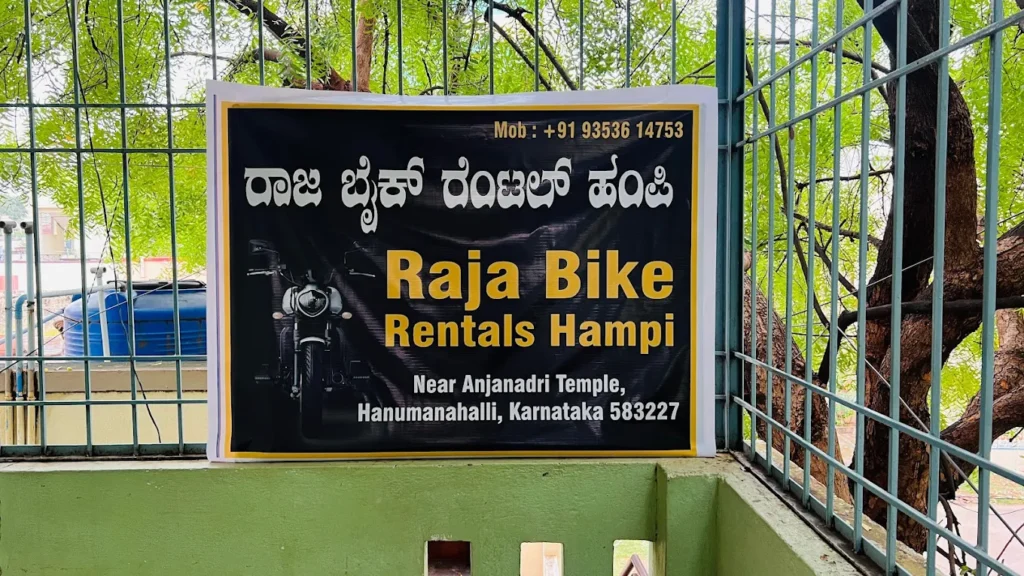 Mob : +91 93536 14753
ರಾಜ ಬೈಕ್ ರೆಂಟಲ್ ಹಂಪಿ
Raja Bike
Rentals Hampi
Near Anjanadri Temple,
Hanumanahalli, Karnataka 583227